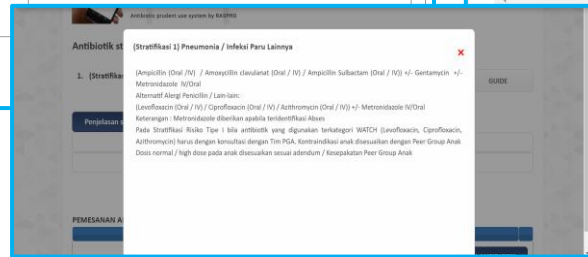 Antibiotic prudent use system by RASPRO
Antibiotik st
(Stratifikasi 1) Pneumonia / Infeksi Paru Lainnya
×
1. (Stratifikas
(Ampicillin (Oral /IV) / Amoxycillin clavulanat (Oral / IV) / Ampicillin Sulbactam (Oral / IV)) +/- Gentamycin +/-
Metronidazole IV/Oral
GUIDE
Alternatif Alergi Penicillin / Lain-lain:
(Levofloxacin (Oral / IV) / Ciprofloxacin (Oral / IV) / Azithromycin (Oral / IV)) +/- Metronidazole IV/Oral
Keterangan : Metronidazole diberikan apabila teridentifikasi Abses
Penjelasan s
Pada Stratifikasi Risiko Tipe I bila antibiotik yang digunakan terkategori WATCH (Levofloxacin, Ciprofloxacin,
Azithromycin) harus dengan konsultasi dengan Tim PGA. Kontraindikasi anak disesuaikan dengan Peer Group Anak
Dosis normal / high dose pada anak disesuaikan sesuai adendum / Kesepakatan Peer Group Anak
PEMESANAN A